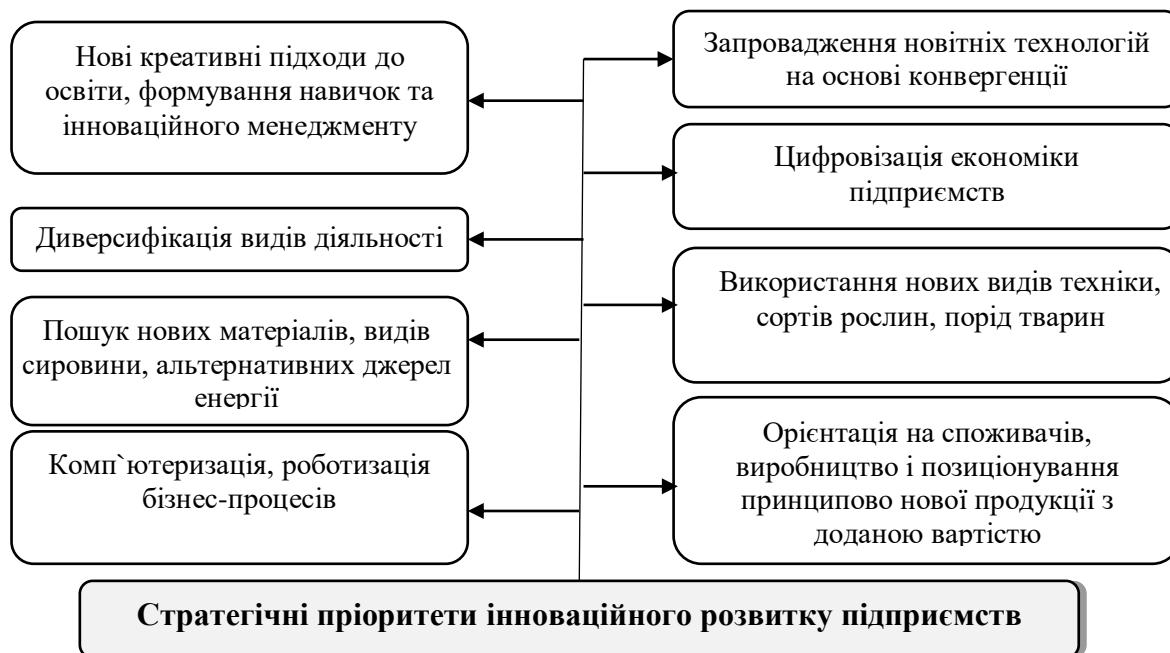 Нові креативні підходи до
освіти, формування навичок та
інноваційного менеджменту
Диверсифікація видів діяльності
Пошук нових матеріалів, видів
сировини, альтернативних джерел
енергії
Комп`ютеризація, роботизація
бізнес-процесів
Запровадження новітніх технологій
на основі конвергенції
Цифровізація економіки
підприємств
Використання нових видів техніки,
сортів рослин, порід тварин
Орієнтація на споживачів,
виробництво і позиціонування
принципово нової продукції з
доданою вартістю
Стратегічні пріоритети інноваційного розвитку підприємств